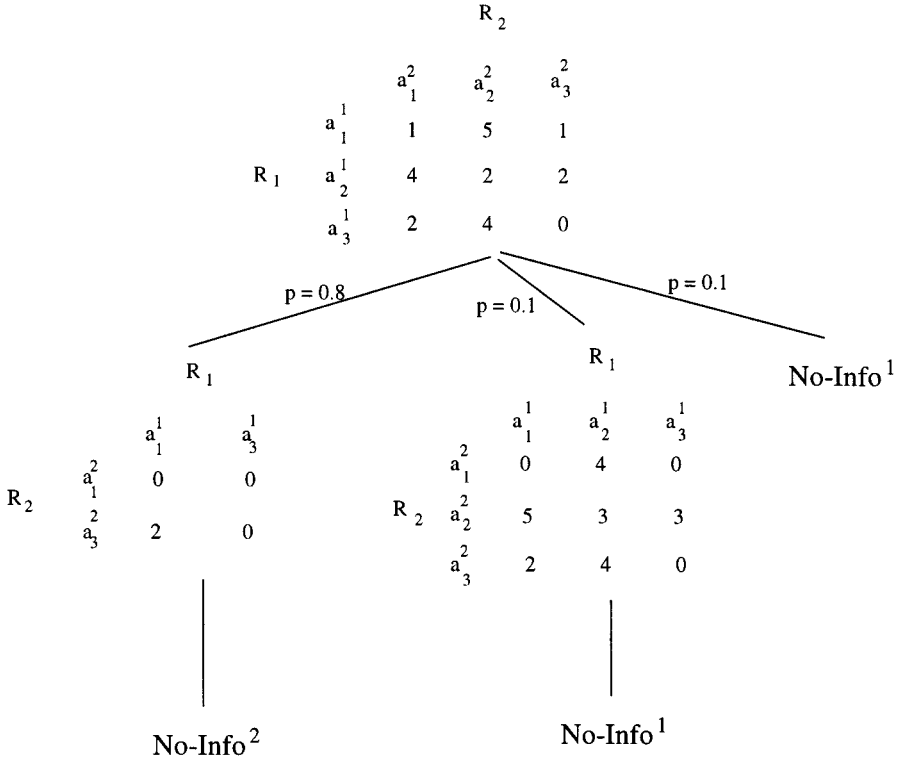 R₂
a²₁ a²₂ a²₃
a¹₁ 1 5 1
R₁ a¹₂ 4 2 2
a¹₃ 2 4 0
p = 0.8 p = 0.1 p = 0.1
R₁
a¹₁ a¹₃
a²₁ 0 0
R₂
a²₃ 2 0
No-Info²
R₁
a¹₁ a¹₂ a¹₃
a²₁ 0 4 0
R₂ a²₂ 5 3 3
a²₃ 2 4 0
No-Info¹
No-Info¹